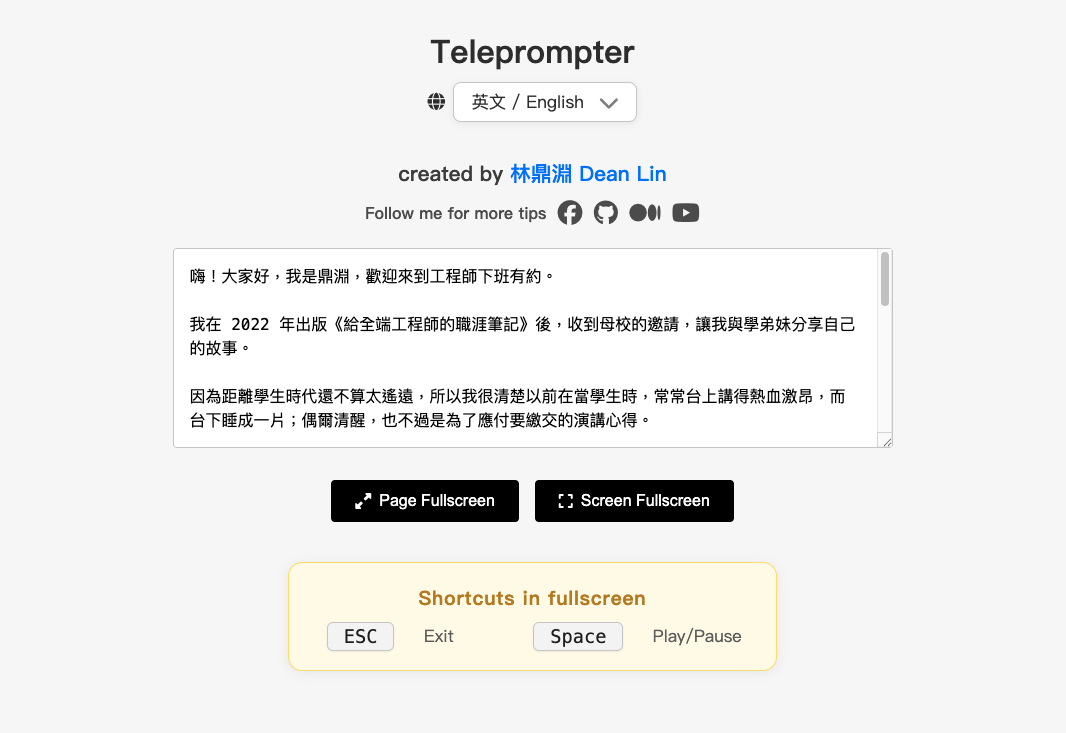 Teleprompter
英文 / English
created by 林鼎淵 Dean Lin
Follow me for more tips
嗨！大家好，我是鼎淵，歡迎來到工程師下班有約。
我在 2022 年出版《給全端工程師的職涯筆記》後，收到母校的邀請，讓我與學弟妹分享自己
的故事。
因為距離學生時代還不算太遙遠，所以我很清楚以前在當學生時，常常台上講得熱血激昂，而
台下睡成一片；偶爾清醒，也不過是為了應付要繳交的演講心得。
Page Fullscreen
Screen Fullscreen
Shortcuts in fullscreen
ESC Exit Space Play/Pause